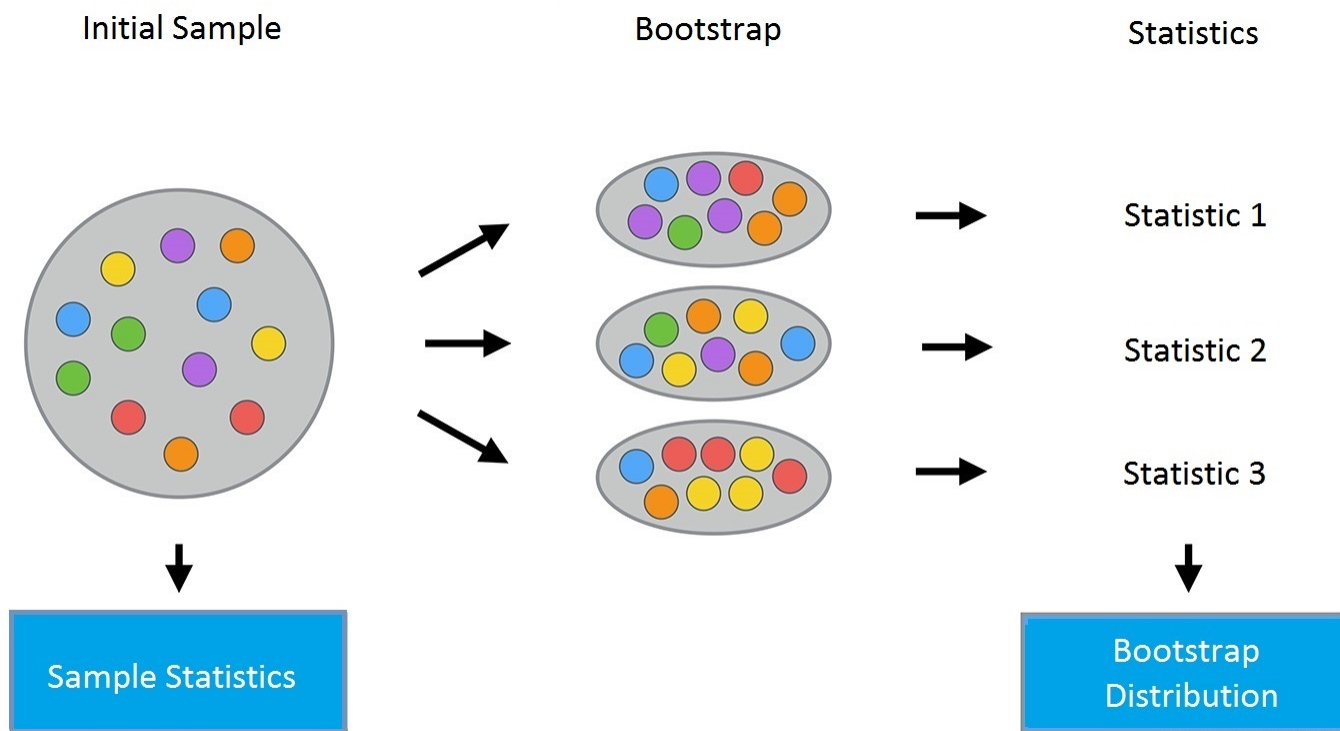 Initial Sample
Bootstrap
Statistics
Statistic 1
Statistic 2
Statistic 3
Sample Statistics
Bootstrap
Distribution